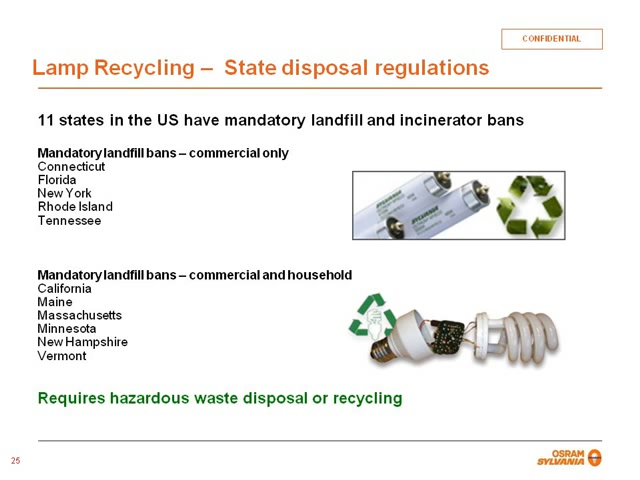 CONFIDENTIAL
Lamp Recycling – State disposal regulations
11 states in the US have mandatory landfill and incinerator bans
Mandatory landfill bans – commercial only
Connecticut
Florida
New York
Rhode Island
Tennessee
SYLVANIA
SYLVANIA
Mandatory landfill bans – commercial and household
California
Maine
Massachusetts
Minnesota
New Hampshire
Vermont
Requires hazardous waste disposal or recycling
25
OSRAM
SYLVANIA